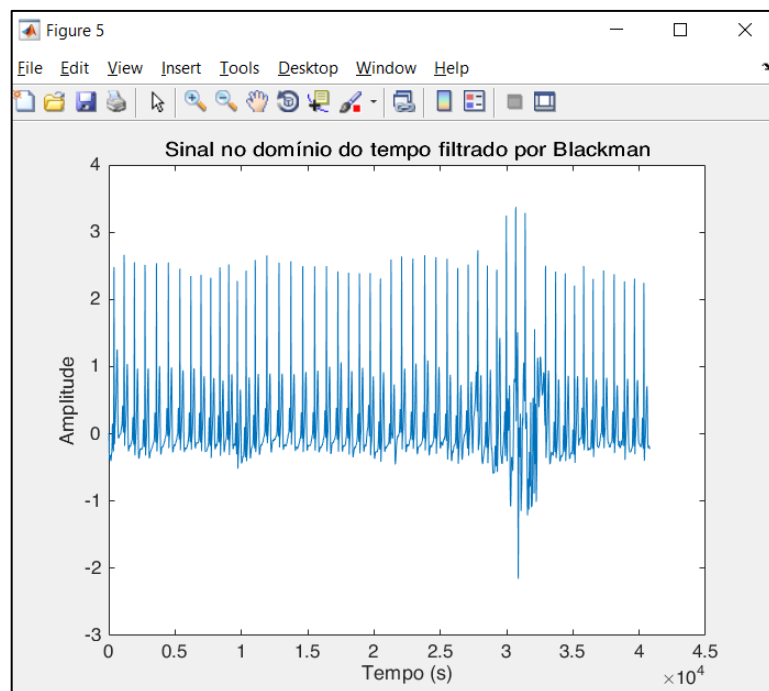 Figure 5
File Edit View Insert Tools Desktop Window Help
Sinal no domínio do tempo filtrado por Blackman
4
3
2
1
0
-1
-2
-3
Amplitude
0 0.5 1 1.5 2 2.5 3 3.5 4 4.5
Tempo (s)
×10^4